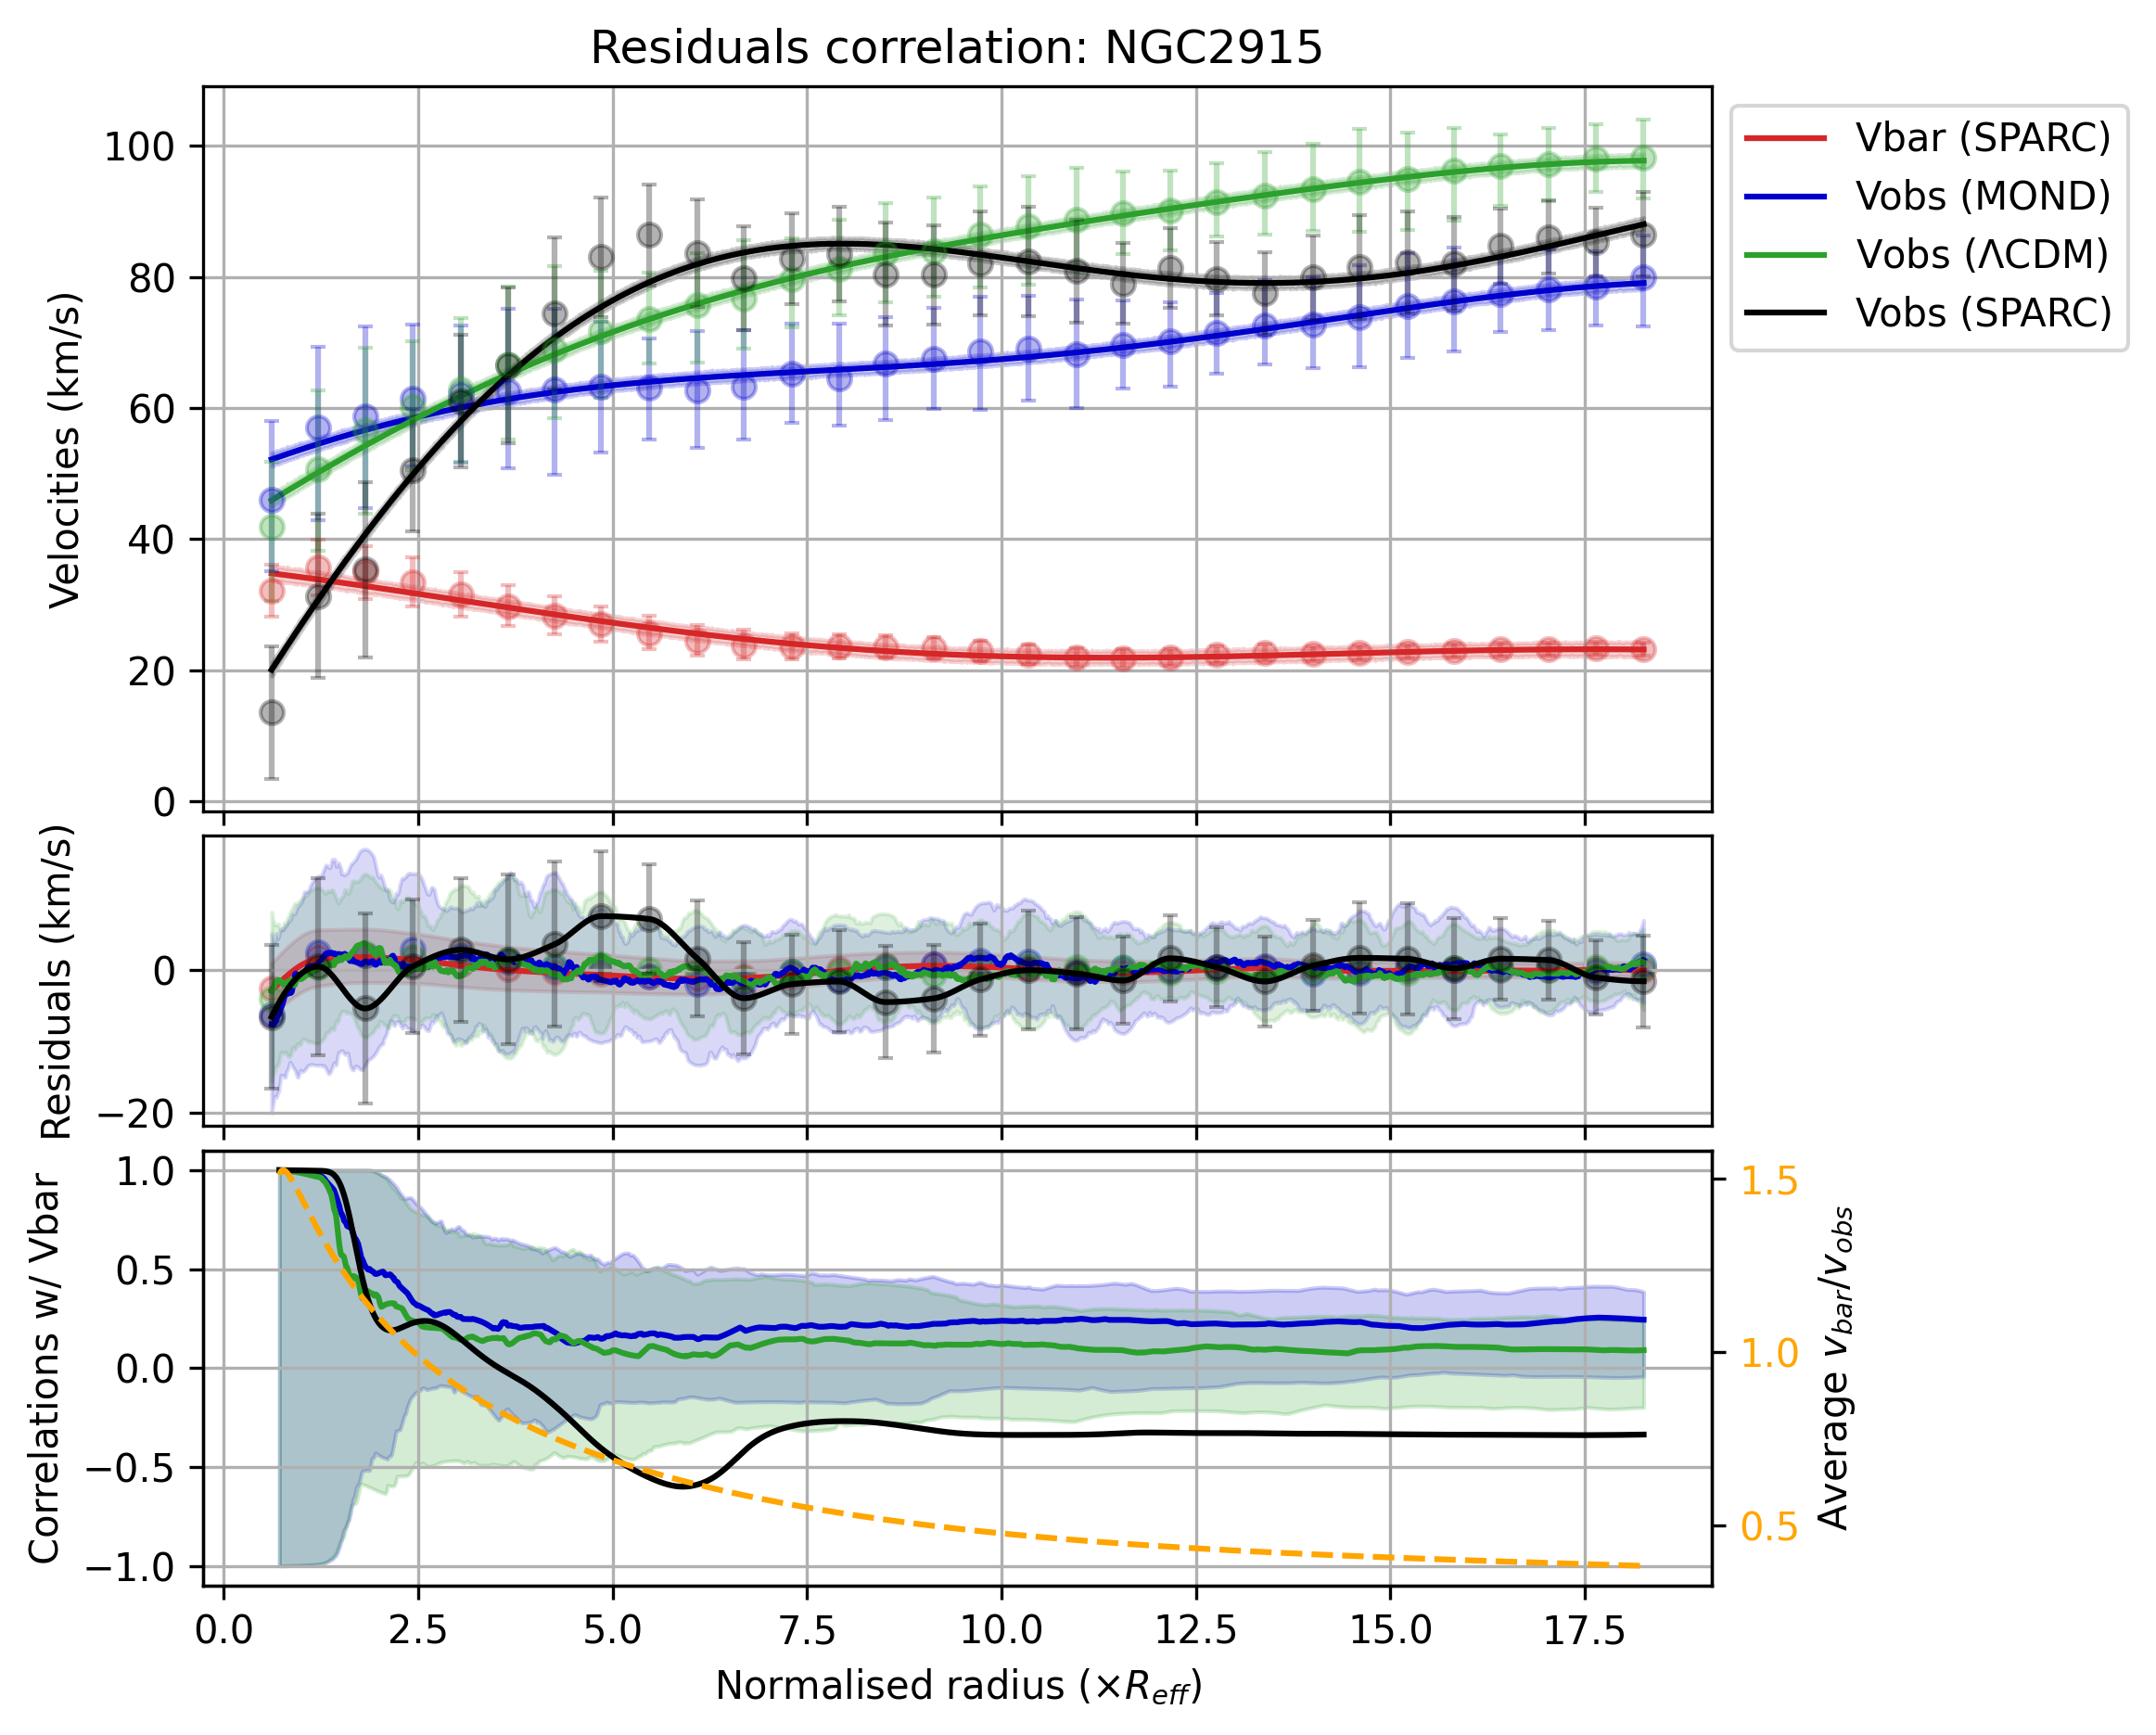 Residuals correlation: NGC2915
Velocities (km/s)
100
80
60
40
20
0
Vbar (SPARC)
Vobs (MOND)
Vobs (ΛCDM)
Vobs (SPARC)
Residuals (km/s)
0
−20
Correlations w/ Vbar
1.0
0.5
0.0
−0.5
−1.0
1.5
1.0
0.5
Average v_bar/v_obs
0.0 2.5 5.0 7.5 10.0 12.5 15.0 17.5
Normalised radius (×R_eff)